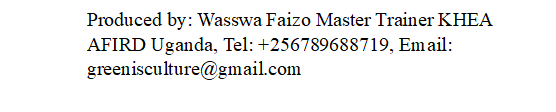 Produced by: Wasswa Faizo Master Trainer KHEA
AFIRD Uganda, Tel: +256789688719, Email:
greenisculture@gmail.com